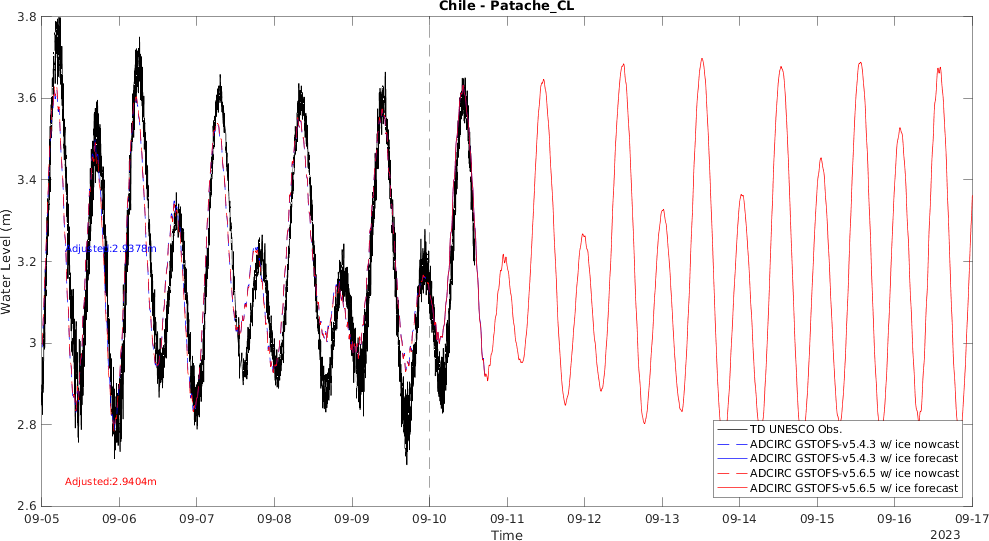 Chile - Patache_CL
Water Level (m)
3.8
3.6
3.4
3.2
3
2.8
2.6
Adjusted:2.9378m
Adjusted:2.9404m
TD UNESCO Obs.
ADCIRC GSTOFS-v5.4.3 w/ ice nowcast
ADCIRC GSTOFS-v5.4.3 w/ ice forecast
ADCIRC GSTOFS-v5.6.5 w/ ice nowcast
ADCIRC GSTOFS-v5.6.5 w/ ice forecast
09-05 09-06 09-07 09-08 09-09 09-10 09-11 09-12 09-13 09-14 09-15 09-16 09-17
Time
2023